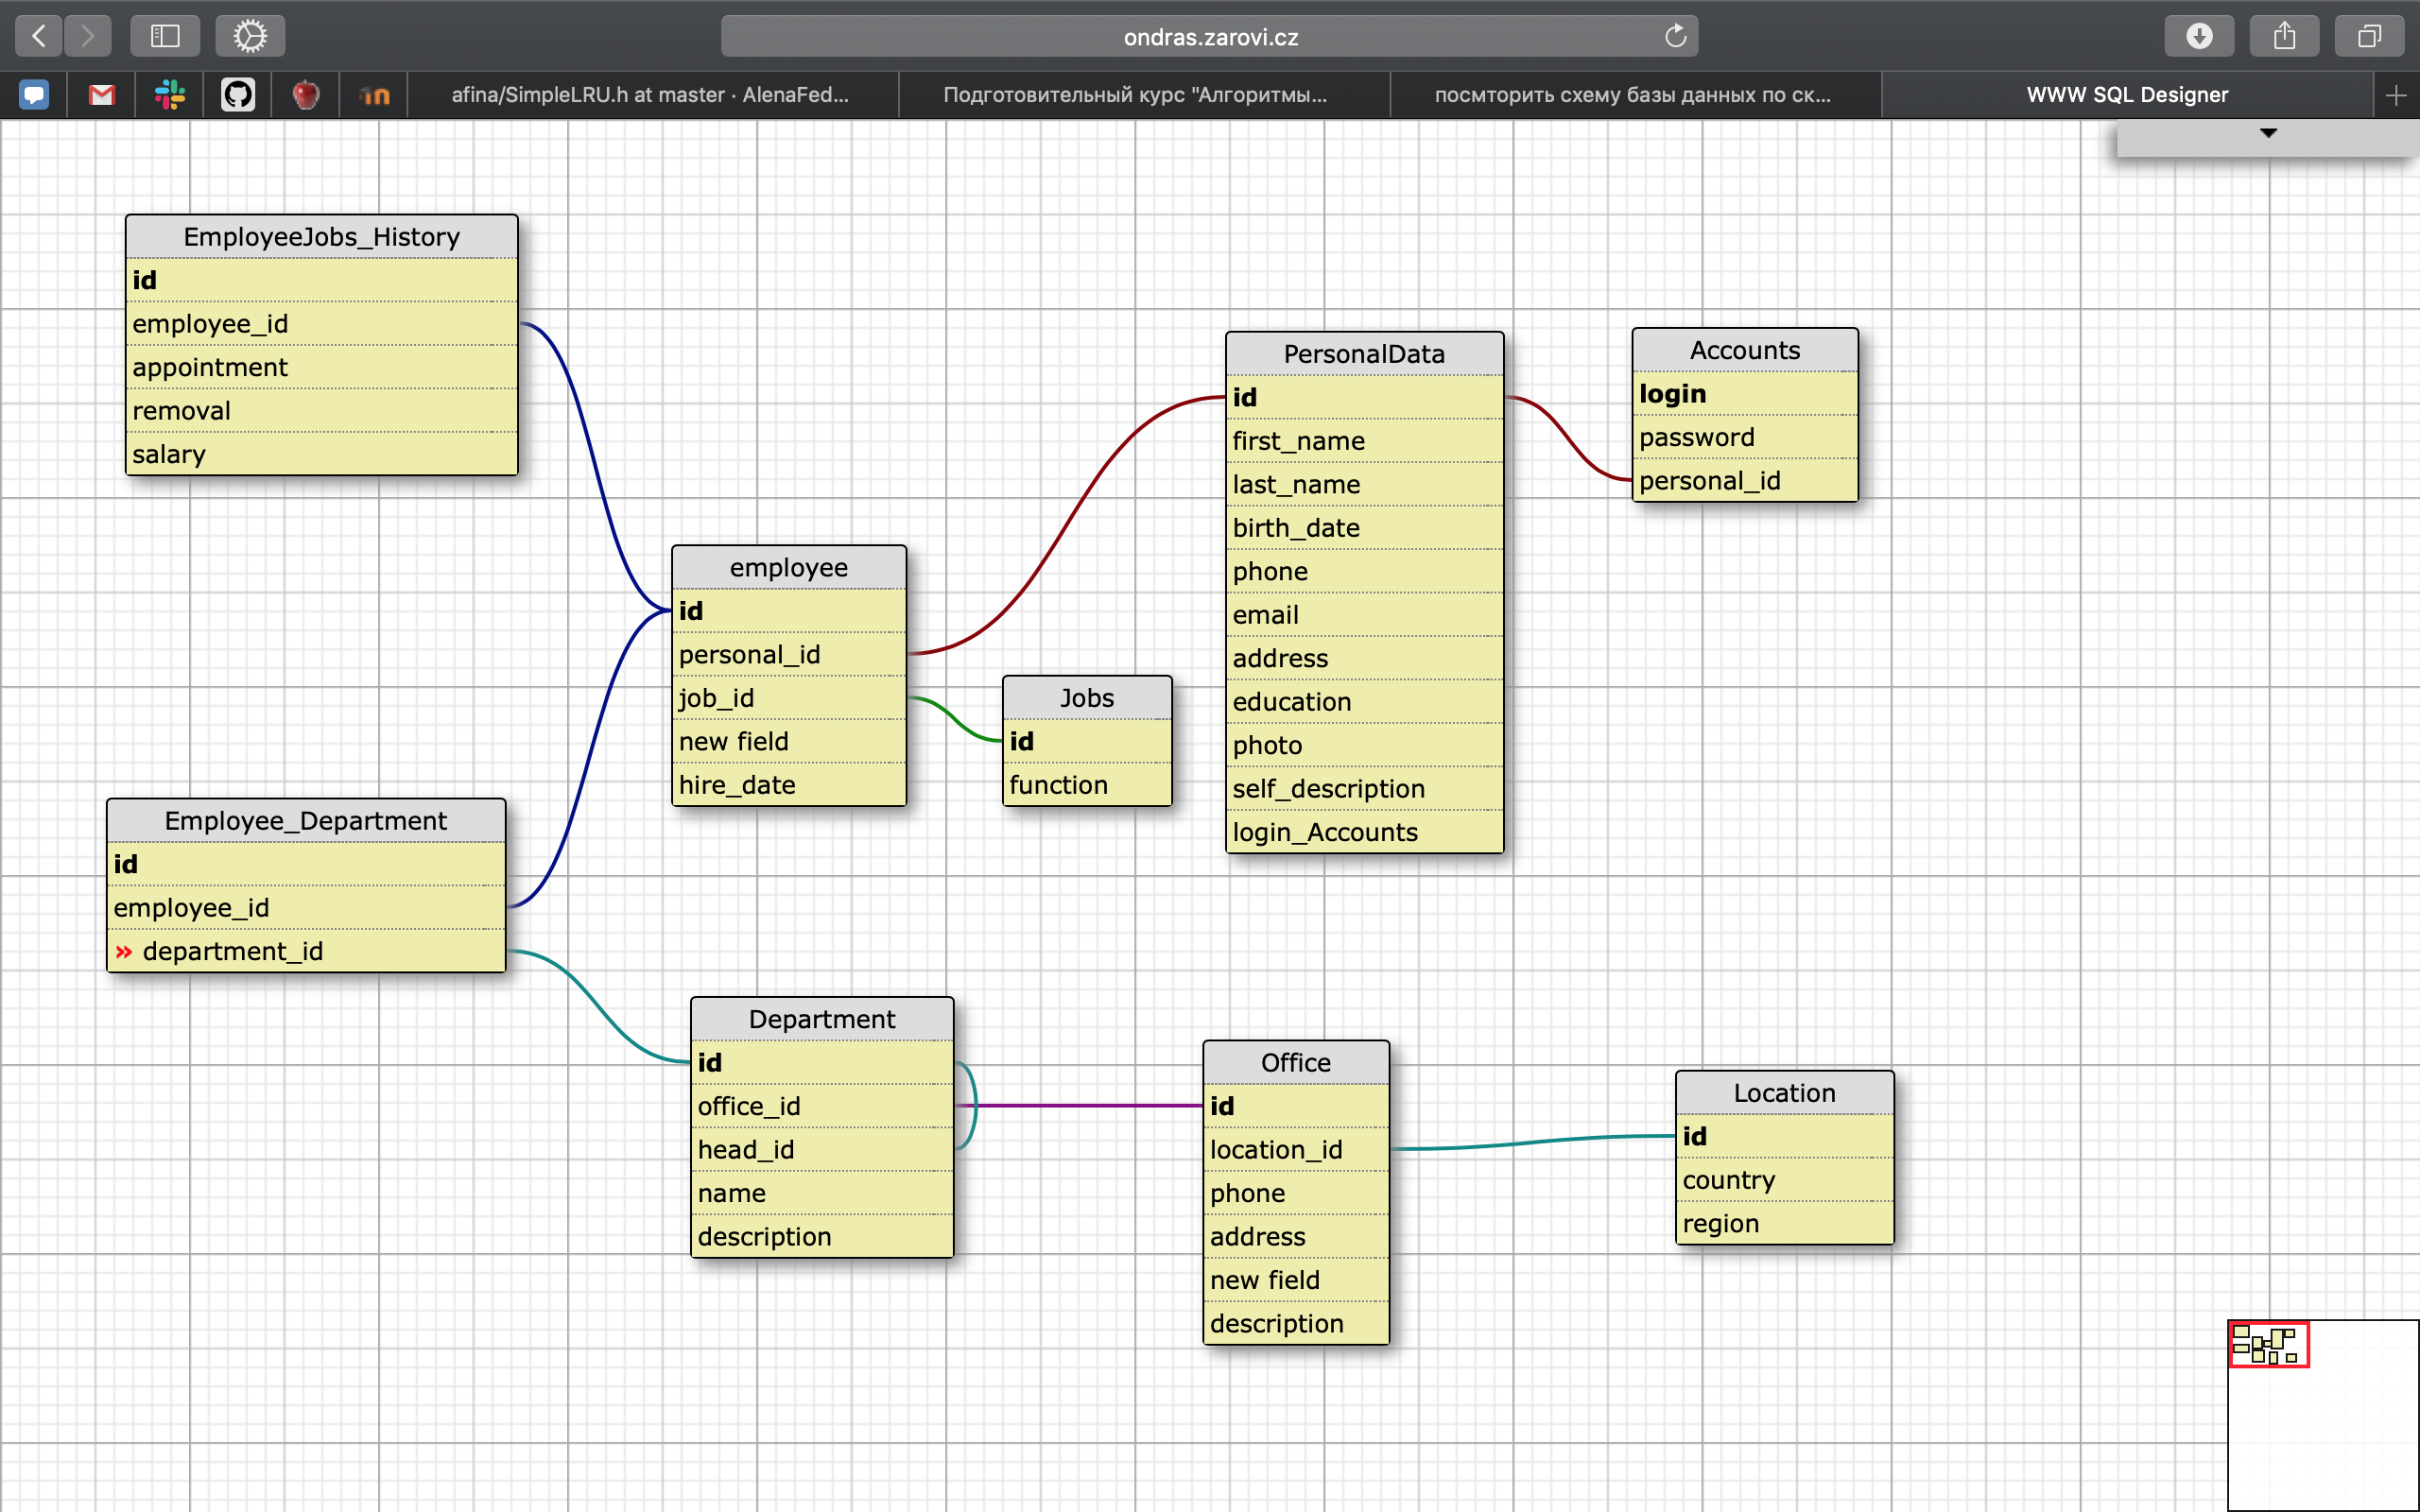 ondras.zarovi.cz
afina/SimpleLRU.h at master · AlenaFed...
Подготовительный курс "Алгоритмы...
посмторить схему базы данных по ск...
WWW SQL Designer
EmployeeJobs_History
id
employee_id
appointment
removal
salary
employee
id
personal_id
job_id
new field
hire_date
Jobs
id
function
PersonalData
id
first_name
last_name
birth_date
phone
email
address
education
photo
self_description
login_Accounts
Accounts
login
password
personal_id
Employee_Department
id
employee_id
» department_id
Department
id
office_id
head_id
name
description
Office
id
location_id
phone
address
new field
description
Location
id
country
region